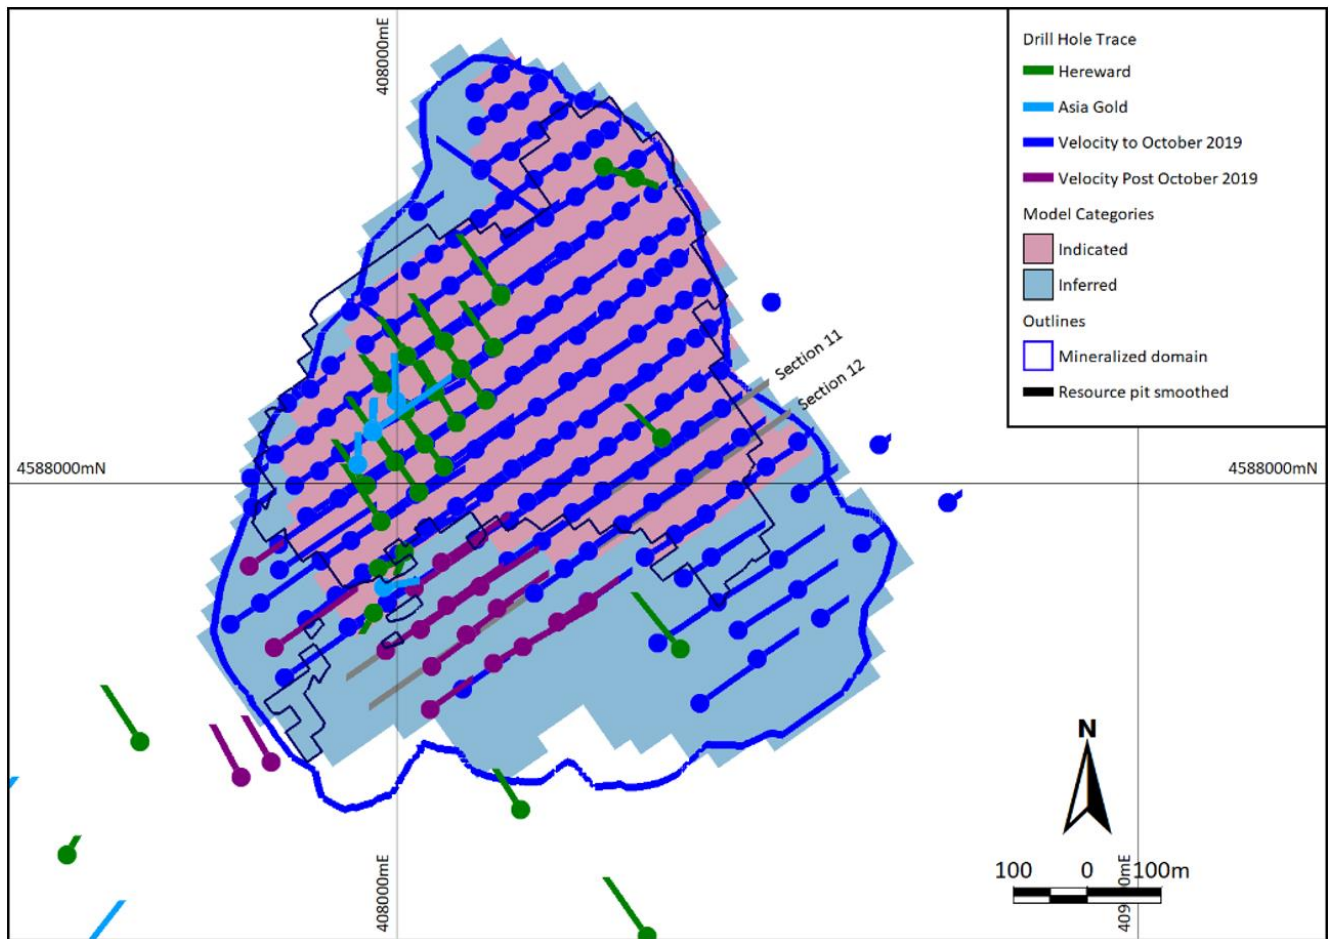 408000mE
Drill Hole Trace
Hereward
Asia Gold
Velocity to October 2019
Velocity Post October 2019
Model Categories
Indicated
Inferred
Outlines
Mineralized domain
Resource pit smoothed
Section 11
Section 12
4588000mN
4588000mN
N
100 0 100m
408000mE